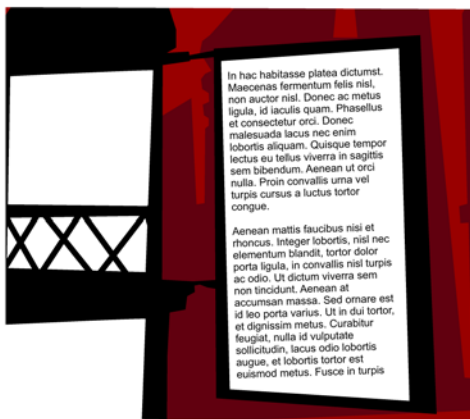 In hac habitasse platea dictumst.
Maecenas fermentum felis nisl,
non auctor nisl. Donec ac metus
ligula, id iaculis quam. Phasellus
et consectetur orci. Donec
malesuada lacus nec enim
lobortis aliquam. Quisque tempor
lectus eu tellus viverra in sagittis
sem bibendum. Aenean ut orci
nulla. Proin convallis urna vel
turpis cursus a luctus tortor
congue.

Aenean mattis faucibus nisi et
rhoncus. Integer lobortis, nisl nec
elementum blandit, tortor dolor
porta ligula, in convallis nisl turpis
ac odio. Ut dictum viverra sem
non tincidunt. Aenean at
accumsan massa. Sed ornare est
id leo porta varius. Ut in dui tortor,
et dignissim metus. Curabitur
feugiat, nulla id vulputate
sollicitudin, lacus odio lobortis
augue, et lobortis tortor est
euismod metus. Fusce in turpis